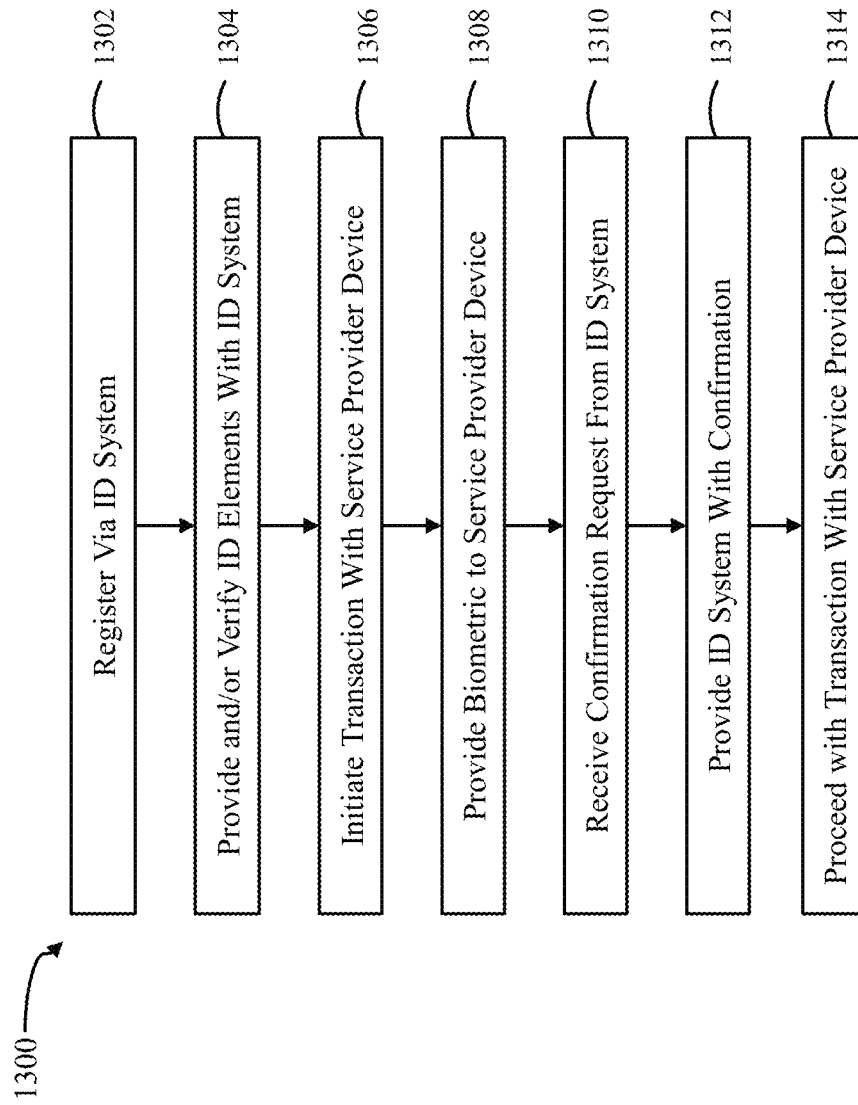 1300
Register Via ID System
1302
Provide and/or Verify ID Elements With ID System
1304
Initiate Transaction With Service Provider Device
1306
Provide Biometric to Service Provider Device
1308
Receive Confirmation Request From ID System
1310
Provide ID System With Confirmation
1312
Proceed with Transaction With Service Provider Device
1314